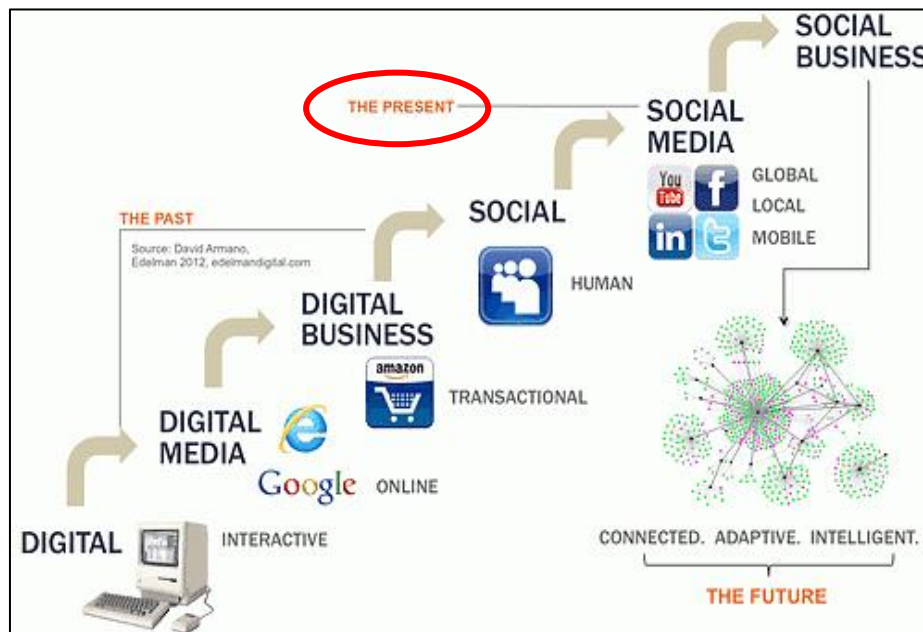 SOCIAL
BUSINESS
THE PRESENT
SOCIAL
MEDIA
You
Tube
f
in
t
GLOBAL
LOCAL
MOBILE
SOCIAL
HUMAN
THE PAST
Source: David Armano,
Edelman 2012, edelmandigital.com
DIGITAL
BUSINESS
amazon
TRANSACTIONAL
DIGITAL
MEDIA
e
Google
ONLINE
DIGITAL
INTERACTIVE
CONNECTED. ADAPTIVE. INTELLIGENT.
THE FUTURE